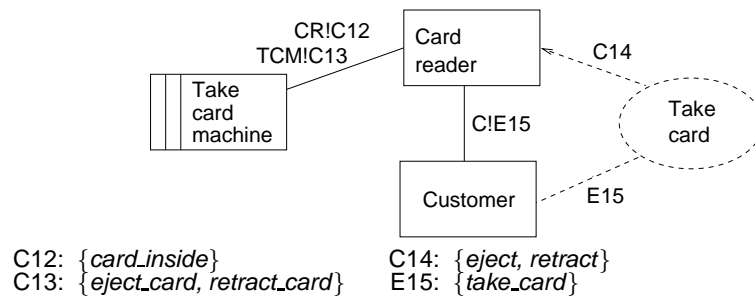 CR!C12
TCM!C13
Take
card
machine
Card
reader
C14
Take
card
C!E15
Customer
E15
C12: {card_inside}
C13: {eject_card, retract_card}
C14: {eject, retract}
E15: {take_card}